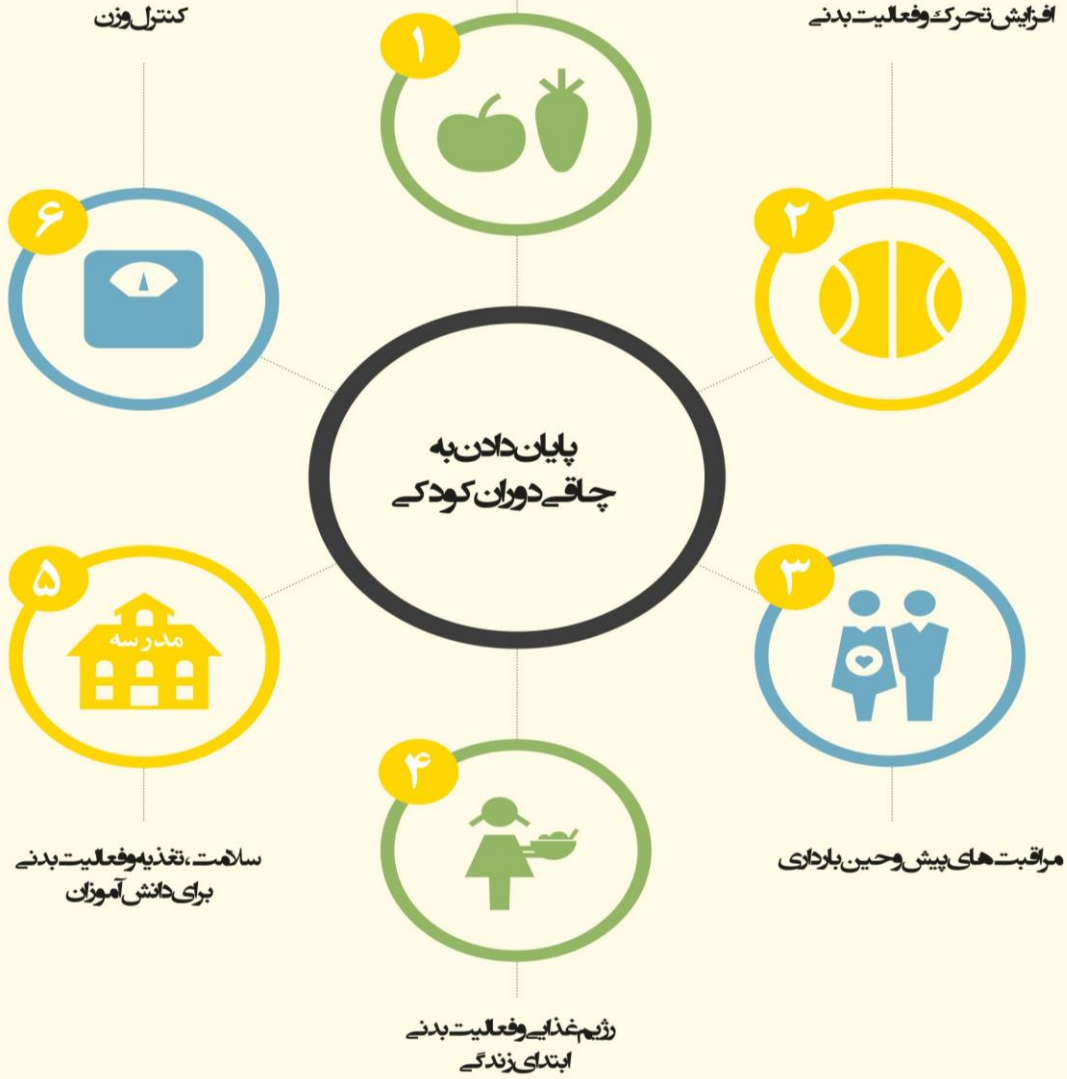 کنترل وزن
افزایش تحرک و فعالیت بدنی
۱
۶
۲
پایان دادن به
چاقی دوران کودکی
۵
مدرسه
۳
۴
سلامت، تغذیه و فعالیت بدنی
برای دانش آموزان
مراقبت های پیش و حین بارداری
رژیم غذایی و فعالیت بدنی
ابتدای زندگی